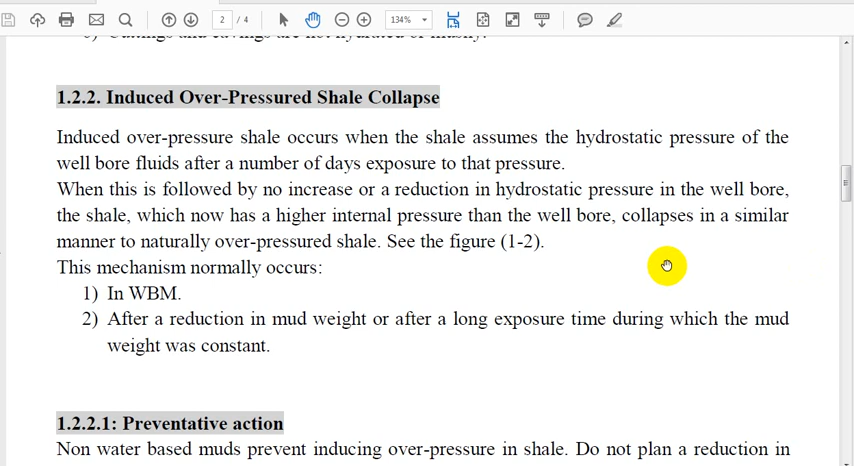 2 / 4
134%
1.2.2. Induced Over-Pressured Shale Collapse
Induced over-pressure shale occurs when the shale assumes the hydrostatic pressure of the
well bore fluids after a number of days exposure to that pressure.
When this is followed by no increase or a reduction in hydrostatic pressure in the well bore,
the shale, which now has a higher internal pressure than the well bore, collapses in a similar
manner to naturally over-pressured shale. See the figure (1-2).
This mechanism normally occurs:
1) In WBM.
2) After a reduction in mud weight or after a long exposure time during which the mud
weight was constant.
1.2.2.1: Preventative action
Non water based muds prevent inducing over-pressure in shale. Do not plan a reduction in